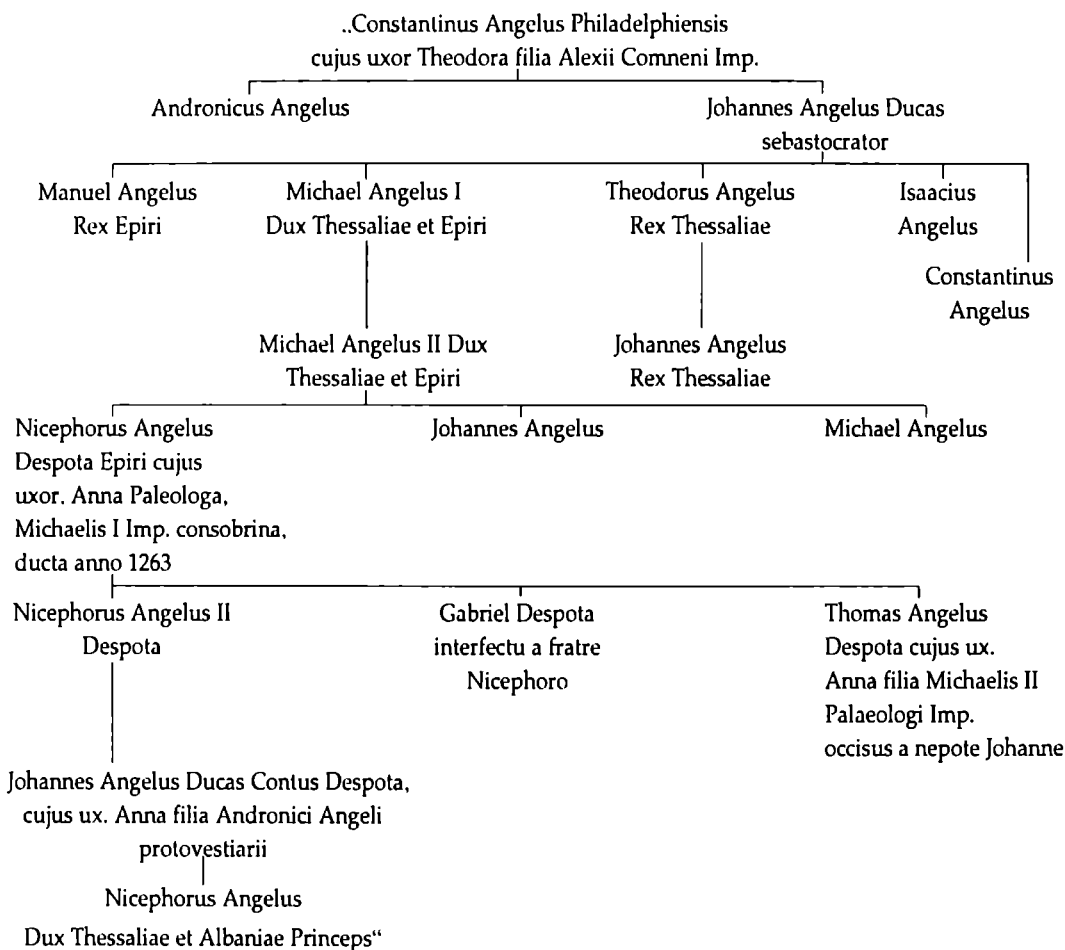 „Constantinus Angelus Philadelphiensis
cujus uxor Theodora filia Alexii Comneni Imp.
Andronicus Angelus
Johannes Angelus Ducas
sebastocrator
Manuel Angelus
Rex Epiri
Michael Angelus I
Dux Thessaliae et Epiri
Theodorus Angelus
Rex Thessaliae
Isaacius
Angelus
Constantinus
Angelus
Michael Angelus II Dux
Thessaliae et Epiri
Johannes Angelus
Rex Thessaliae
Nicephorus Angelus
Despota Epiri cujus
uxor. Anna Paleologa,
Michaelis I Imp. consobrina,
ducta anno 1263
Johannes Angelus
Michael Angelus
Nicephorus Angelus II
Despota
Gabriel Despota
interfectu a fratre
Nicephoro
Thomas Angelus
Despota cujus ux.
Anna filia Michaelis II
Palaeologi Imp.
occisus a nepote Johanne
Johannes Angelus Ducas Contus Despota,
cujus ux. Anna filia Andronici Angeli
protovestiarii
Nicephorus Angelus
Dux Thessaliae et Albaniae Princeps“